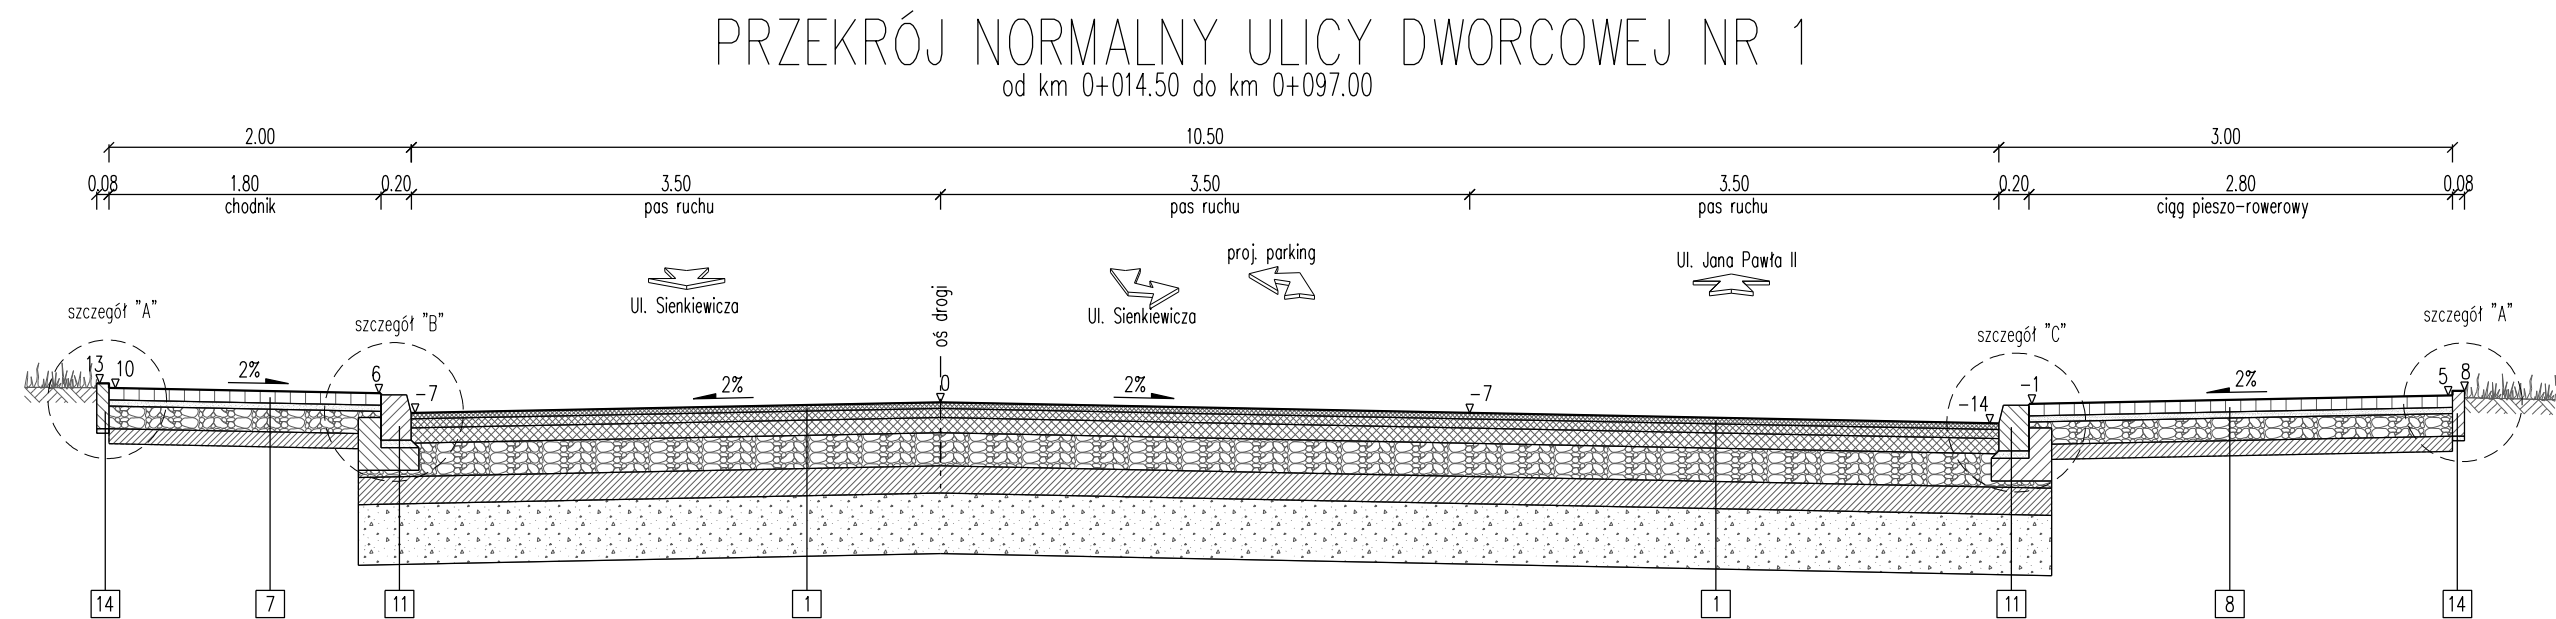 PRZEKRÓJ NORMALNY ULICY DWORCOWEJ NR 1
od km 0+014.50 do km 0+097.00
2.00 10.50 3.00
0.08 1.80 0.20 3.50 3.50 3.50 0.20 2.80 0.08
chodnik pas ruchu pas ruchu pas ruchu ciąg pieszo-rowerowy
proj. parking
Ul. Jana Pawła II
Ul. Sienkiewicza
Ul. Sienkiewicza
oś drogi
szczegół "A"
szczegół "B"
szczegół "C"
szczegół "A"
13 10 2% 6 -7 2% 0 2% -7 -14 -1 2% 5 8
14 7 11 1 1 11 8 14